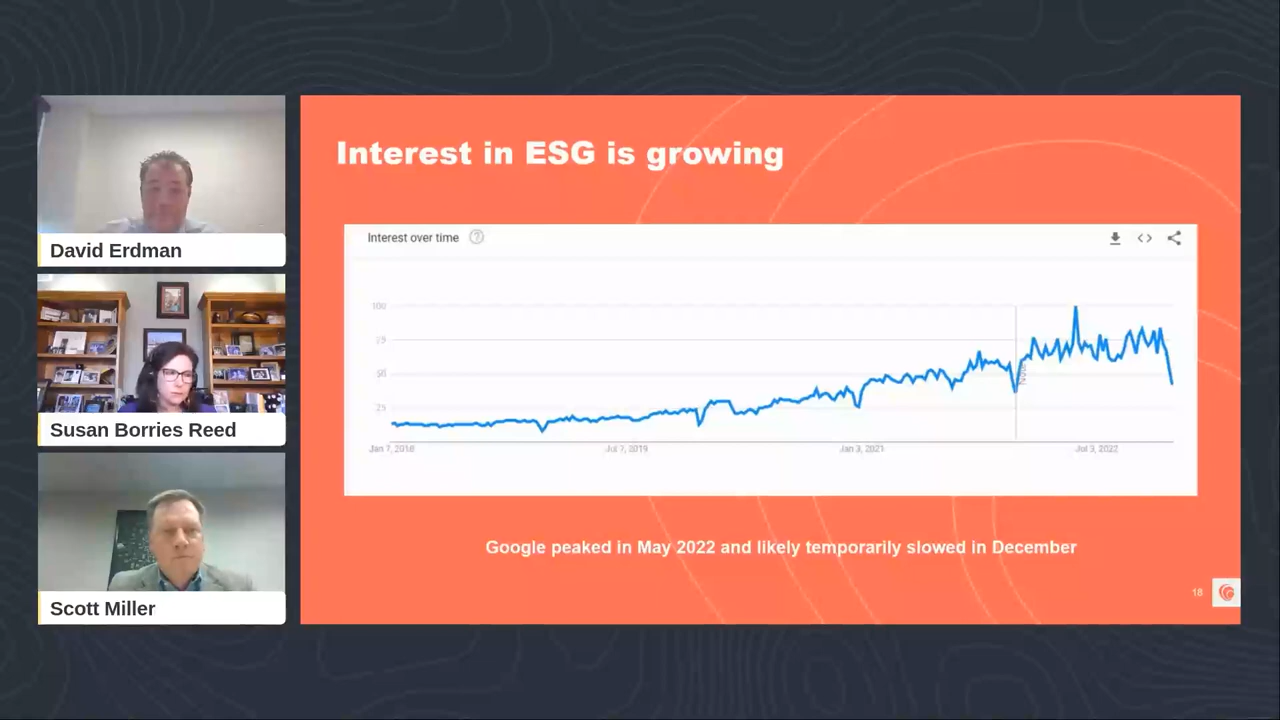 David Erdman
Susan Borries Reed
Scott Miller
Interest in ESG is growing
Interest over time
100
75
50
25
Note
Jan 7, 2018
Jul 7, 2019
Jan 3, 2021
Jul 3, 2022
Google peaked in May 2022 and likely temporarily slowed in December
18